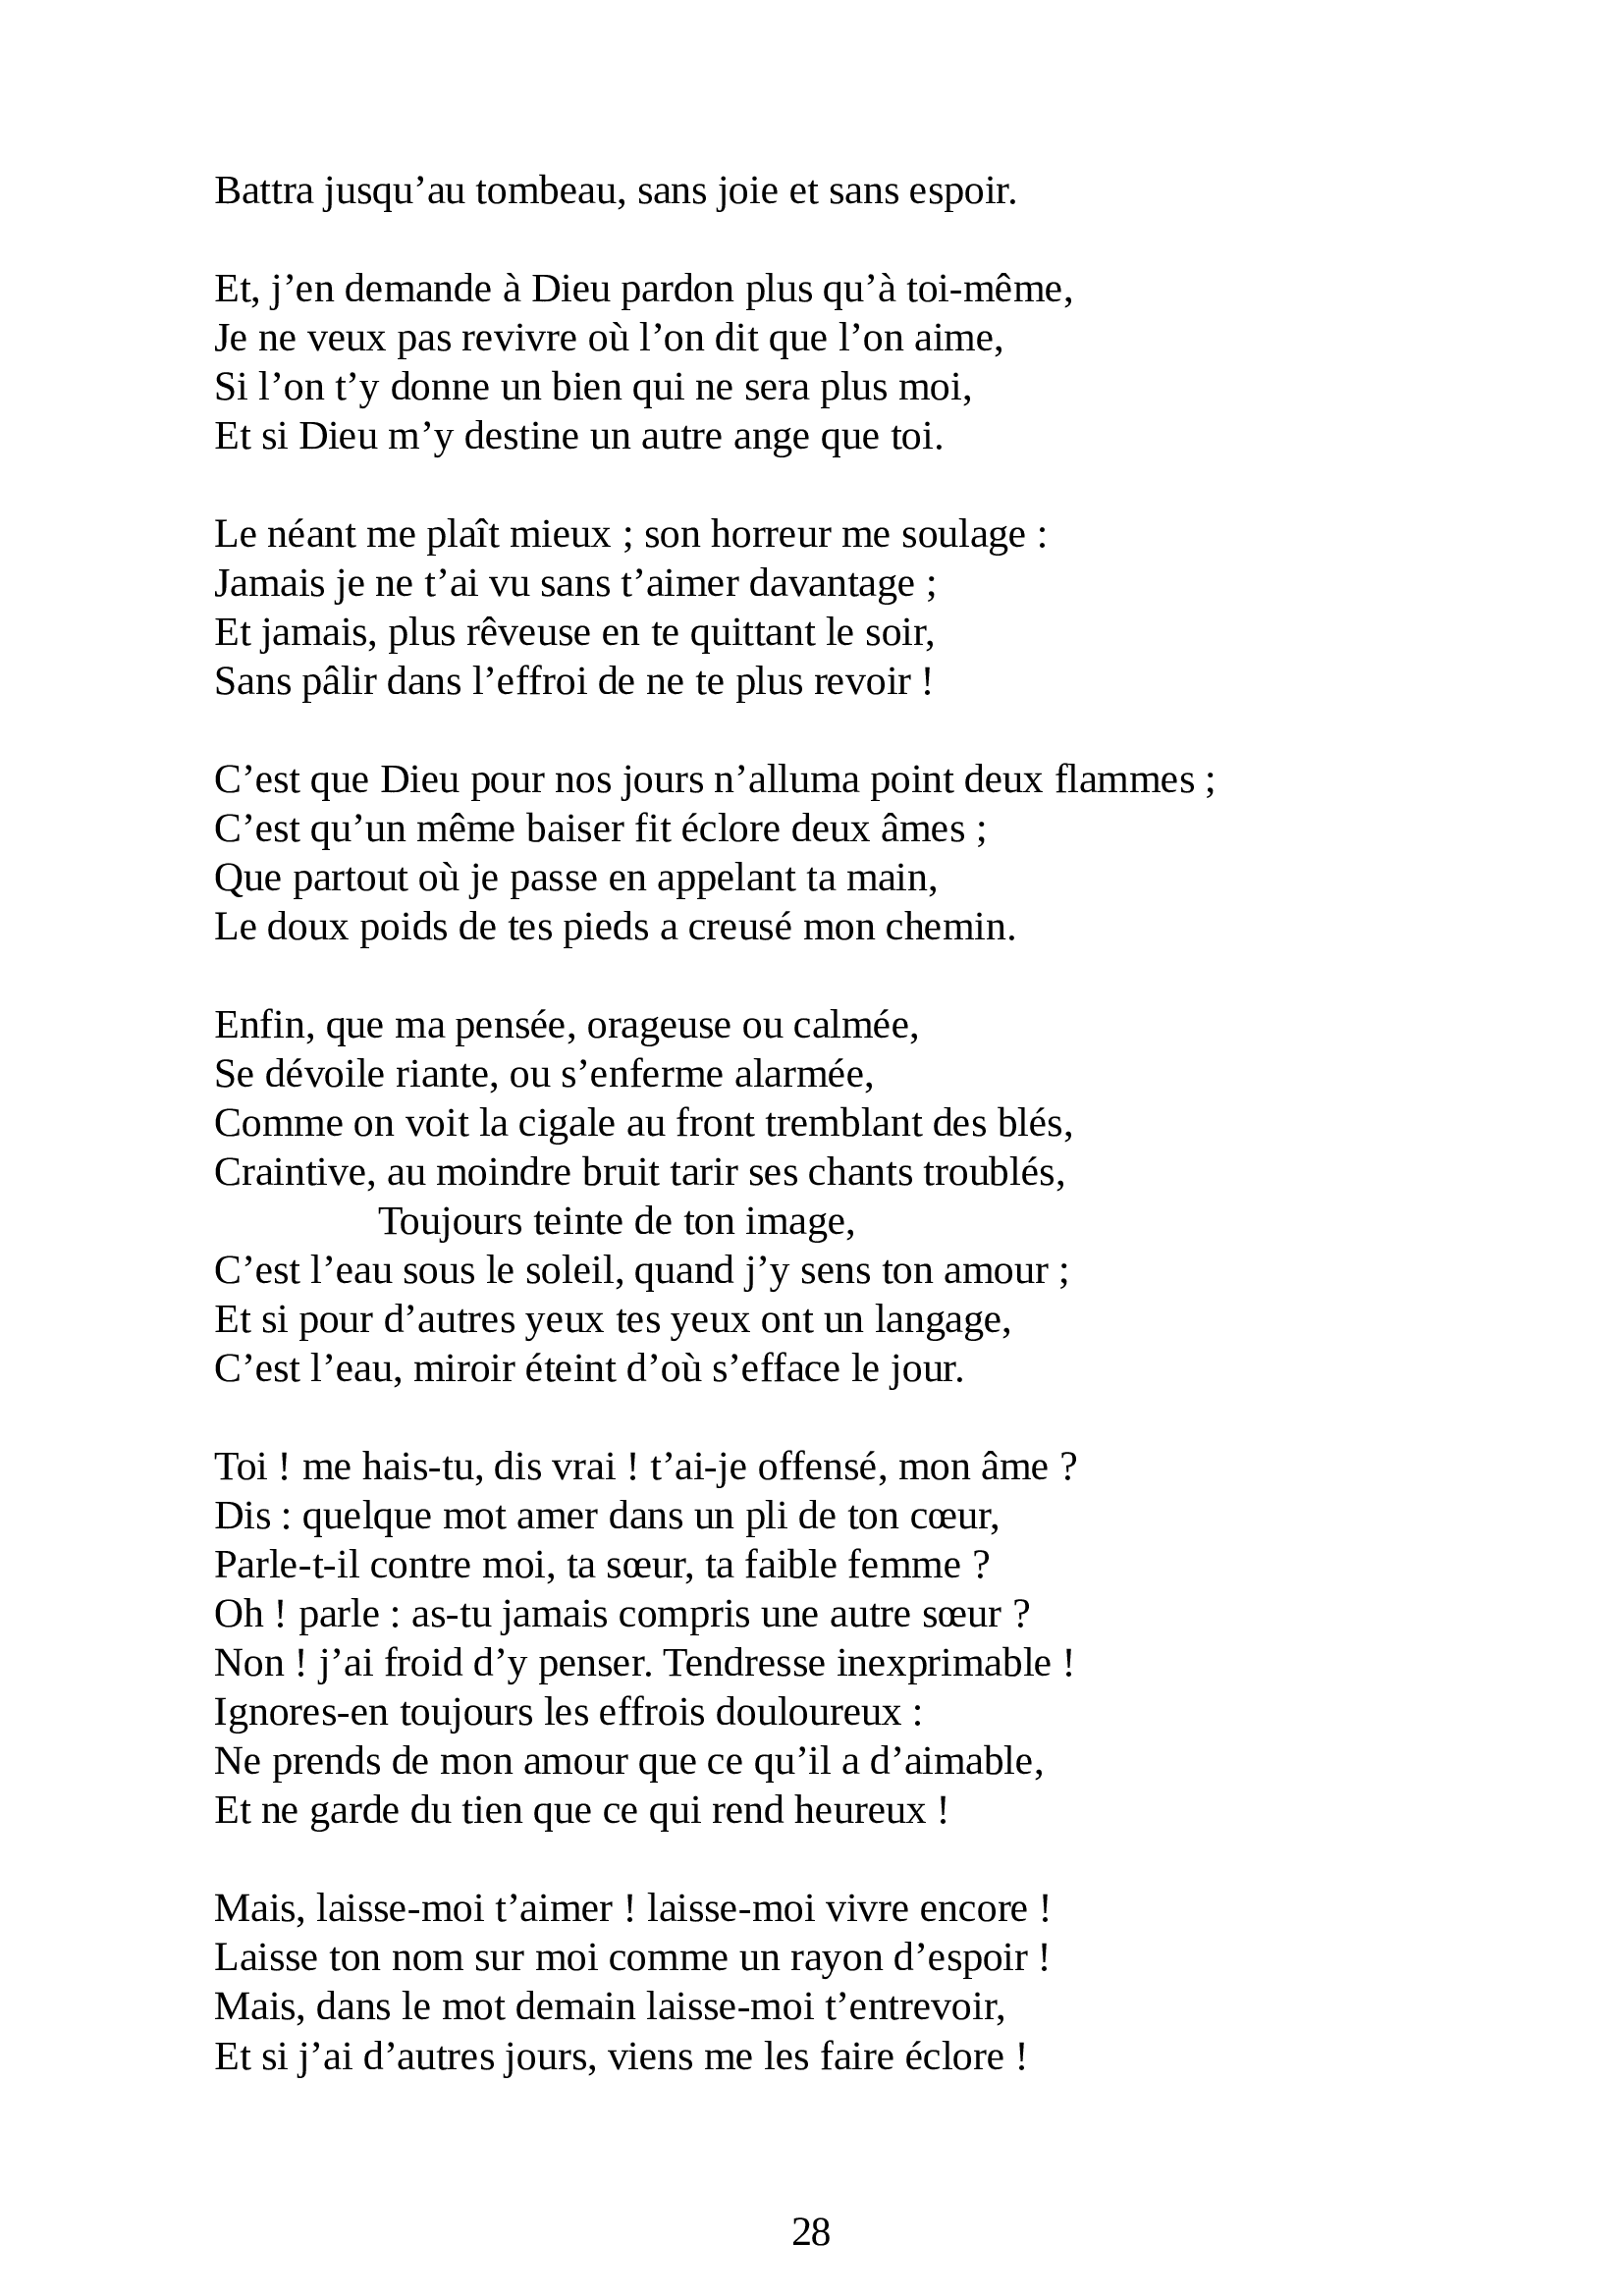 Battra jusqu’au tombeau, sans joie et sans espoir.
Et, j’en demande à Dieu pardon plus qu’à toi-même,
Je ne veux pas revivre où l’on dit que l’on aime,
Si l’on t’y donne un bien qui ne sera plus moi,
Et si Dieu m’y destine un autre ange que toi.
Le néant me plaît mieux ; son horreur me soulage :
Jamais je ne t’ai vu sans t’aimer davantage ;
Et jamais, plus rêveuse en te quittant le soir,
Sans pâlir dans l’effroi de ne te plus revoir !
C’est que Dieu pour nos jours n’alluma point deux flammes ;
C’est qu’un même baiser fit éclore deux âmes ;
Que partout où je passe en appelant ta main,
Le doux poids de tes pieds a creusé mon chemin.
Enfin, que ma pensée, orageuse ou calmée,
Se dévoile riante, ou s’enferme alarmée,
Comme on voit la cigale au front tremblant des blés,
Craintive, au moindre bruit tarir ses chants troublés,
Toujours teinte de ton image,
C’est l’eau sous le soleil, quand j’y sens ton amour ;
Et si pour d’autres yeux tes yeux ont un langage,
C’est l’eau, miroir éteint d’où s’efface le jour.
Toi ! me hais-tu, dis vrai ! t’ai-je offensé, mon âme ?
Dis : quelque mot amer dans un pli de ton cœur,
Parle-t-il contre moi, ta sœur, ta faible femme ?
Oh ! parle : as-tu jamais compris une autre sœur ?
Non ! j’ai froid d’y penser. Tendresse inexprimable !
Ignores-en toujours les effrois douloureux :
Ne prends de mon amour que ce qu’il a d’aimable,
Et ne garde du tien que ce qui rend heureux !
Mais, laisse-moi t’aimer ! laisse-moi vivre encore !
Laisse ton nom sur moi comme un rayon d’espoir !
Mais, dans le mot demain laisse-moi t’entrevoir,
Et si j’ai d’autres jours, viens me les faire éclore !
28